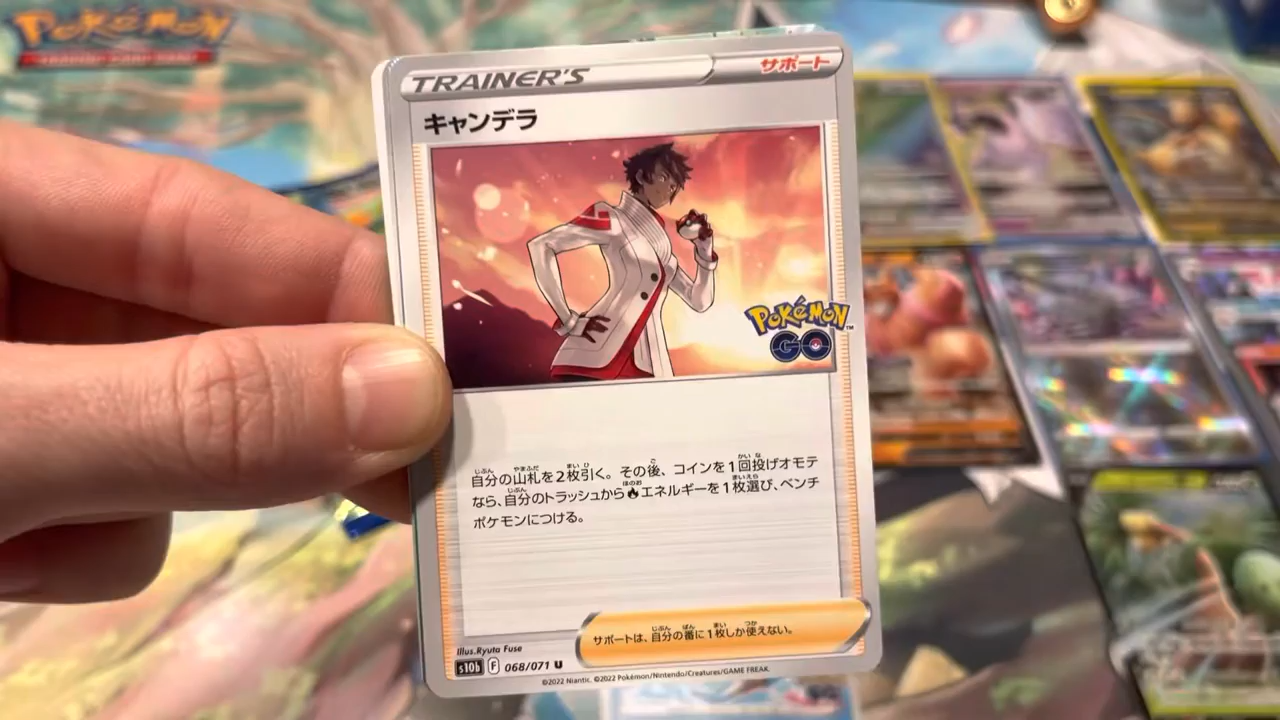 Pokémon
TRADING CARD GAME
TRAINER'S
サポート
キャンデラ
Pokémon
GO
自分の山札を2枚引く。その後、コインを1回投げオモテ
なら、自分のトラッシュから エネルギーを1枚選び、ベンチ
ポケモンにつける。
サポートは、自分の番に1枚しか使えない。
Illus.Ryuta Fuse
s10b F 068/071 U
©2022 Niantic. ©2022 Pokémon/Nintendo/Creatures/GAME FREAK.